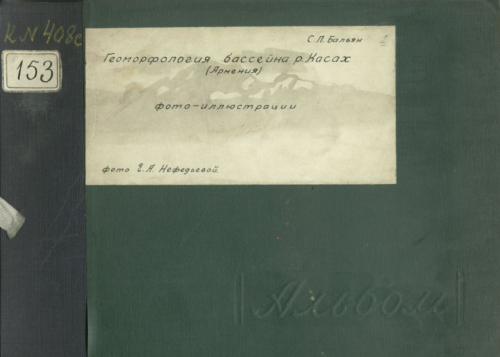 К N 408с
153
С.П. Бальян
Геоморфология бассейна р. Касах
(Армения)
фото-иллюстрации
фото Е.А. Нефедьевой
Альбом